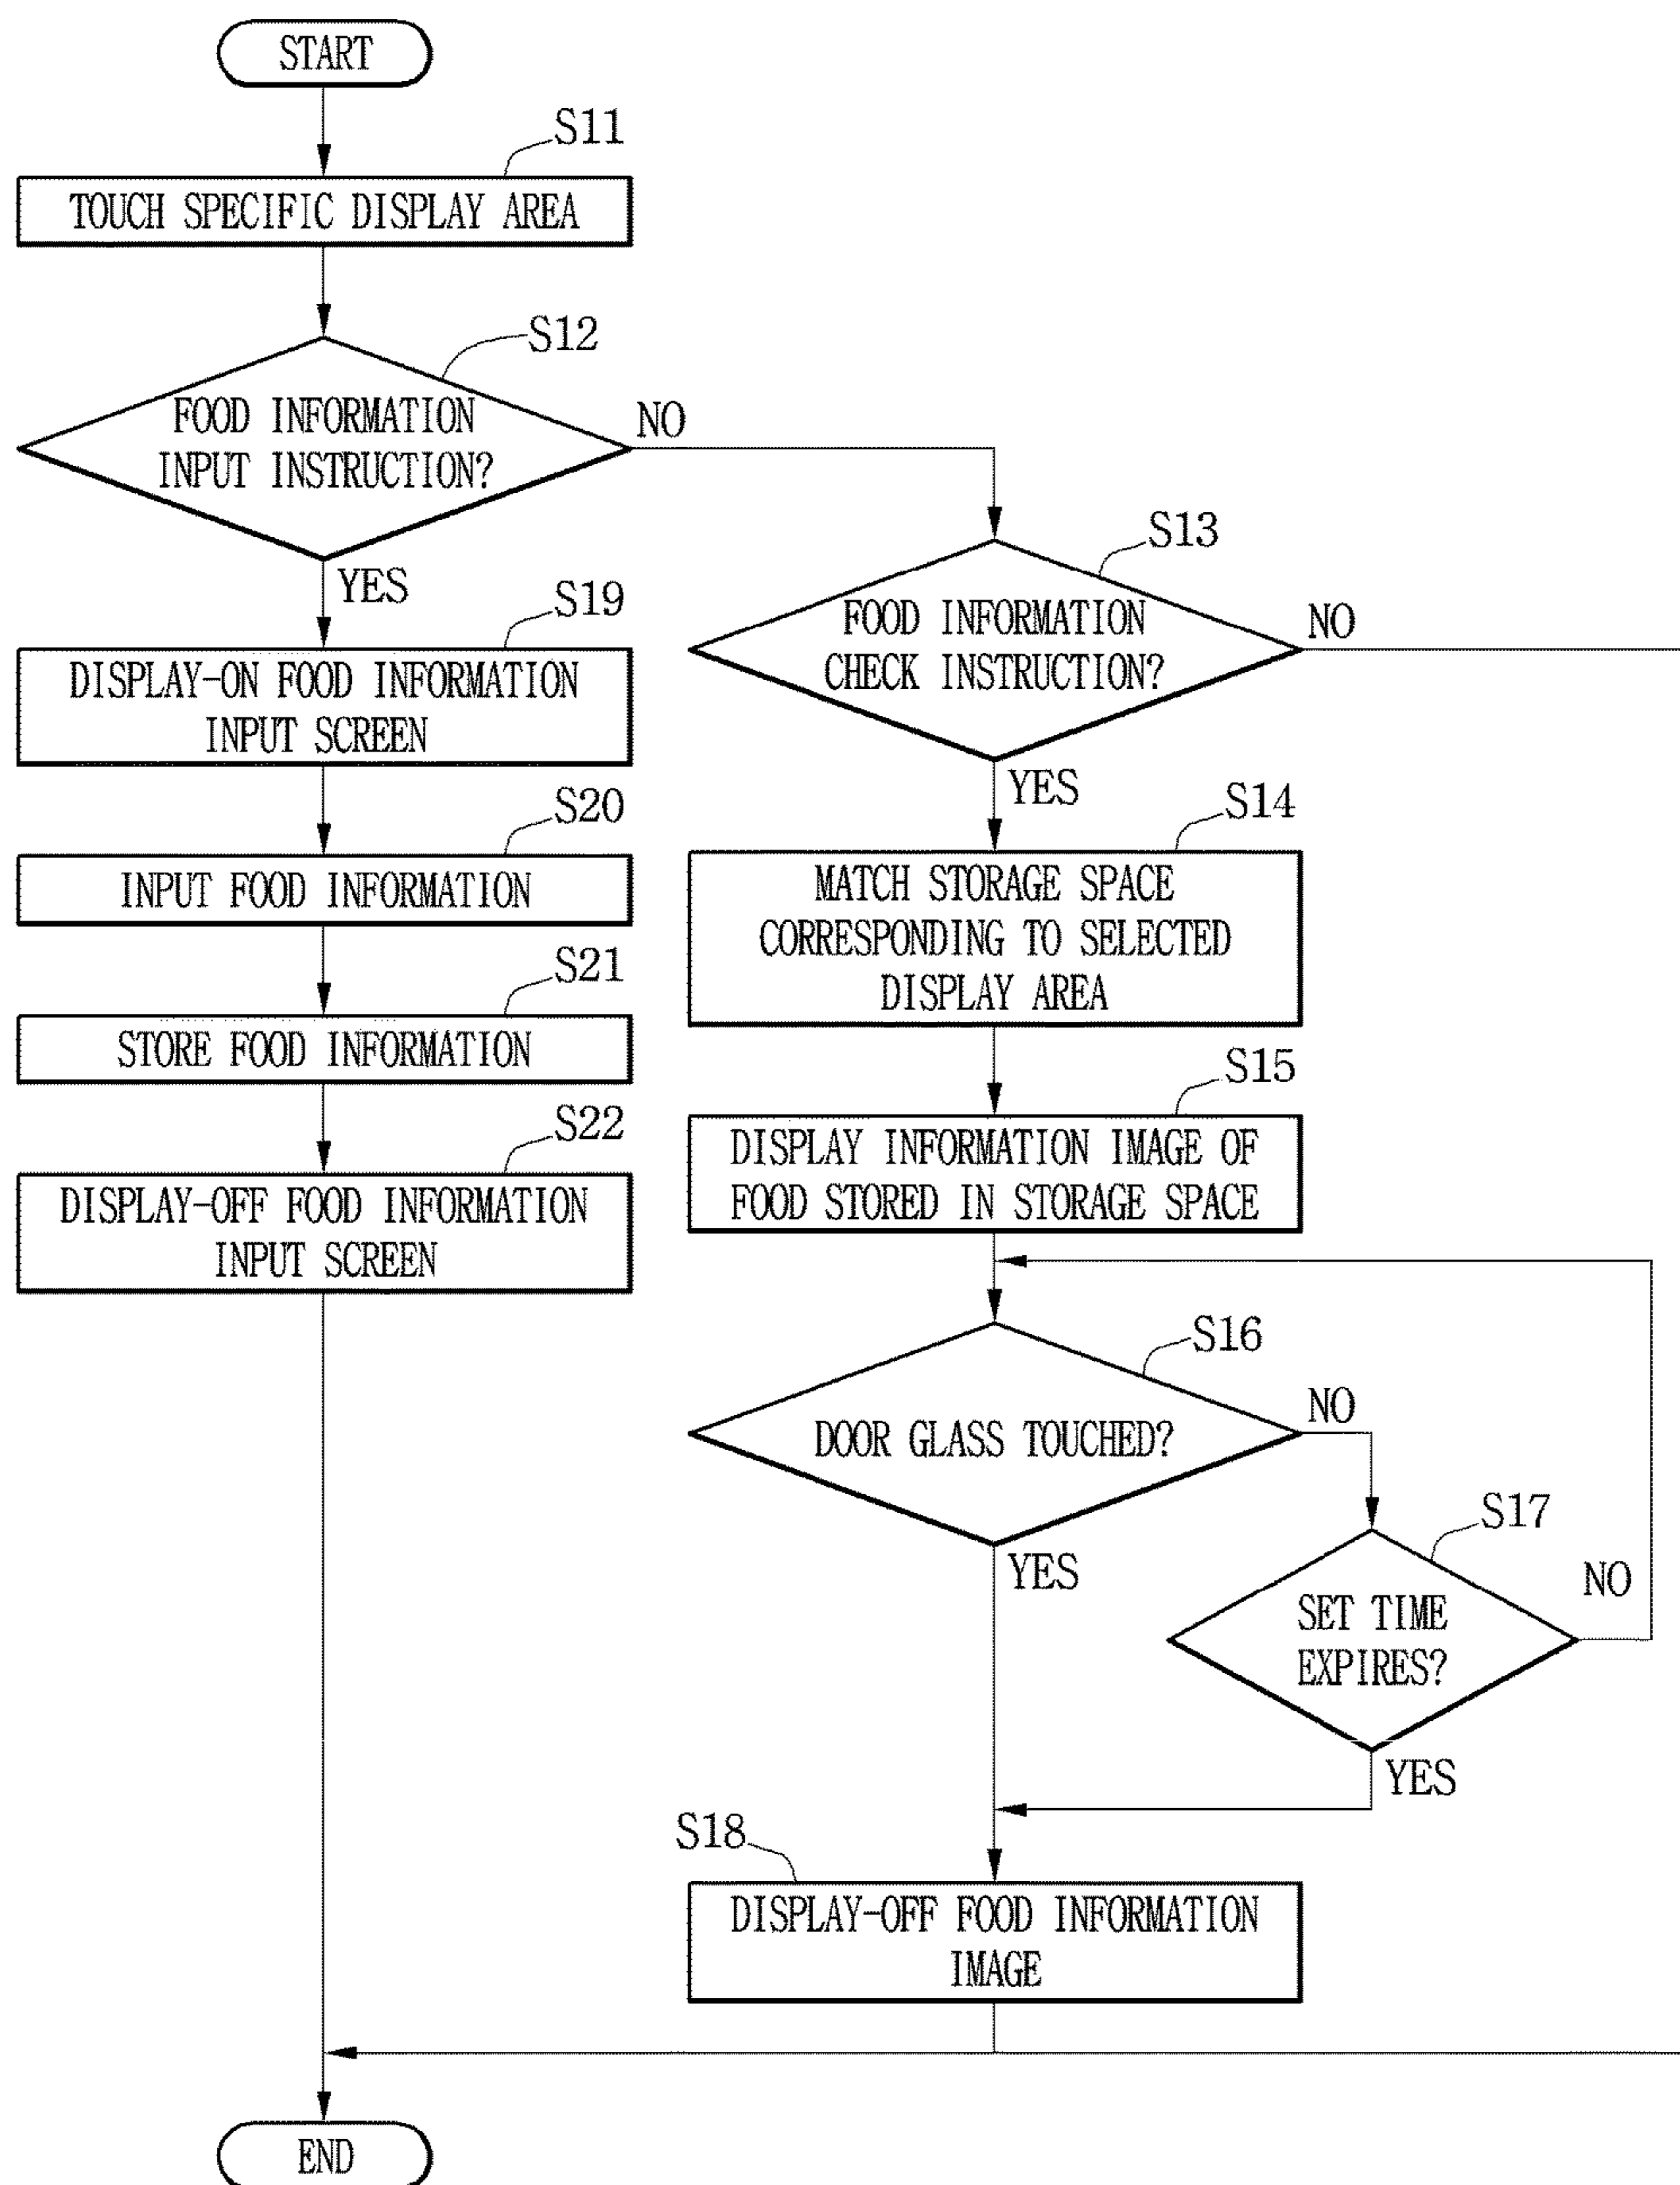 START
S11
TOUCH SPECIFIC DISPLAY AREA
S12
FOOD INFORMATION
INPUT INSTRUCTION?
NO
YES
S13
FOOD INFORMATION
CHECK INSTRUCTION?
NO
YES
S19
DISPLAY-ON FOOD INFORMATION
INPUT SCREEN
S20
INPUT FOOD INFORMATION
S21
STORE FOOD INFORMATION
S22
DISPLAY-OFF FOOD INFORMATION
INPUT SCREEN
S14
MATCH STORAGE SPACE
CORRESPONDING TO SELECTED
DISPLAY AREA
S15
DISPLAY INFORMATION IMAGE OF
FOOD STORED IN STORAGE SPACE
S16
DOOR GLASS TOUCHED?
NO
YES
S17
SET TIME
EXPIRES?
NO
YES
S18
DISPLAY-OFF FOOD INFORMATION
IMAGE
END